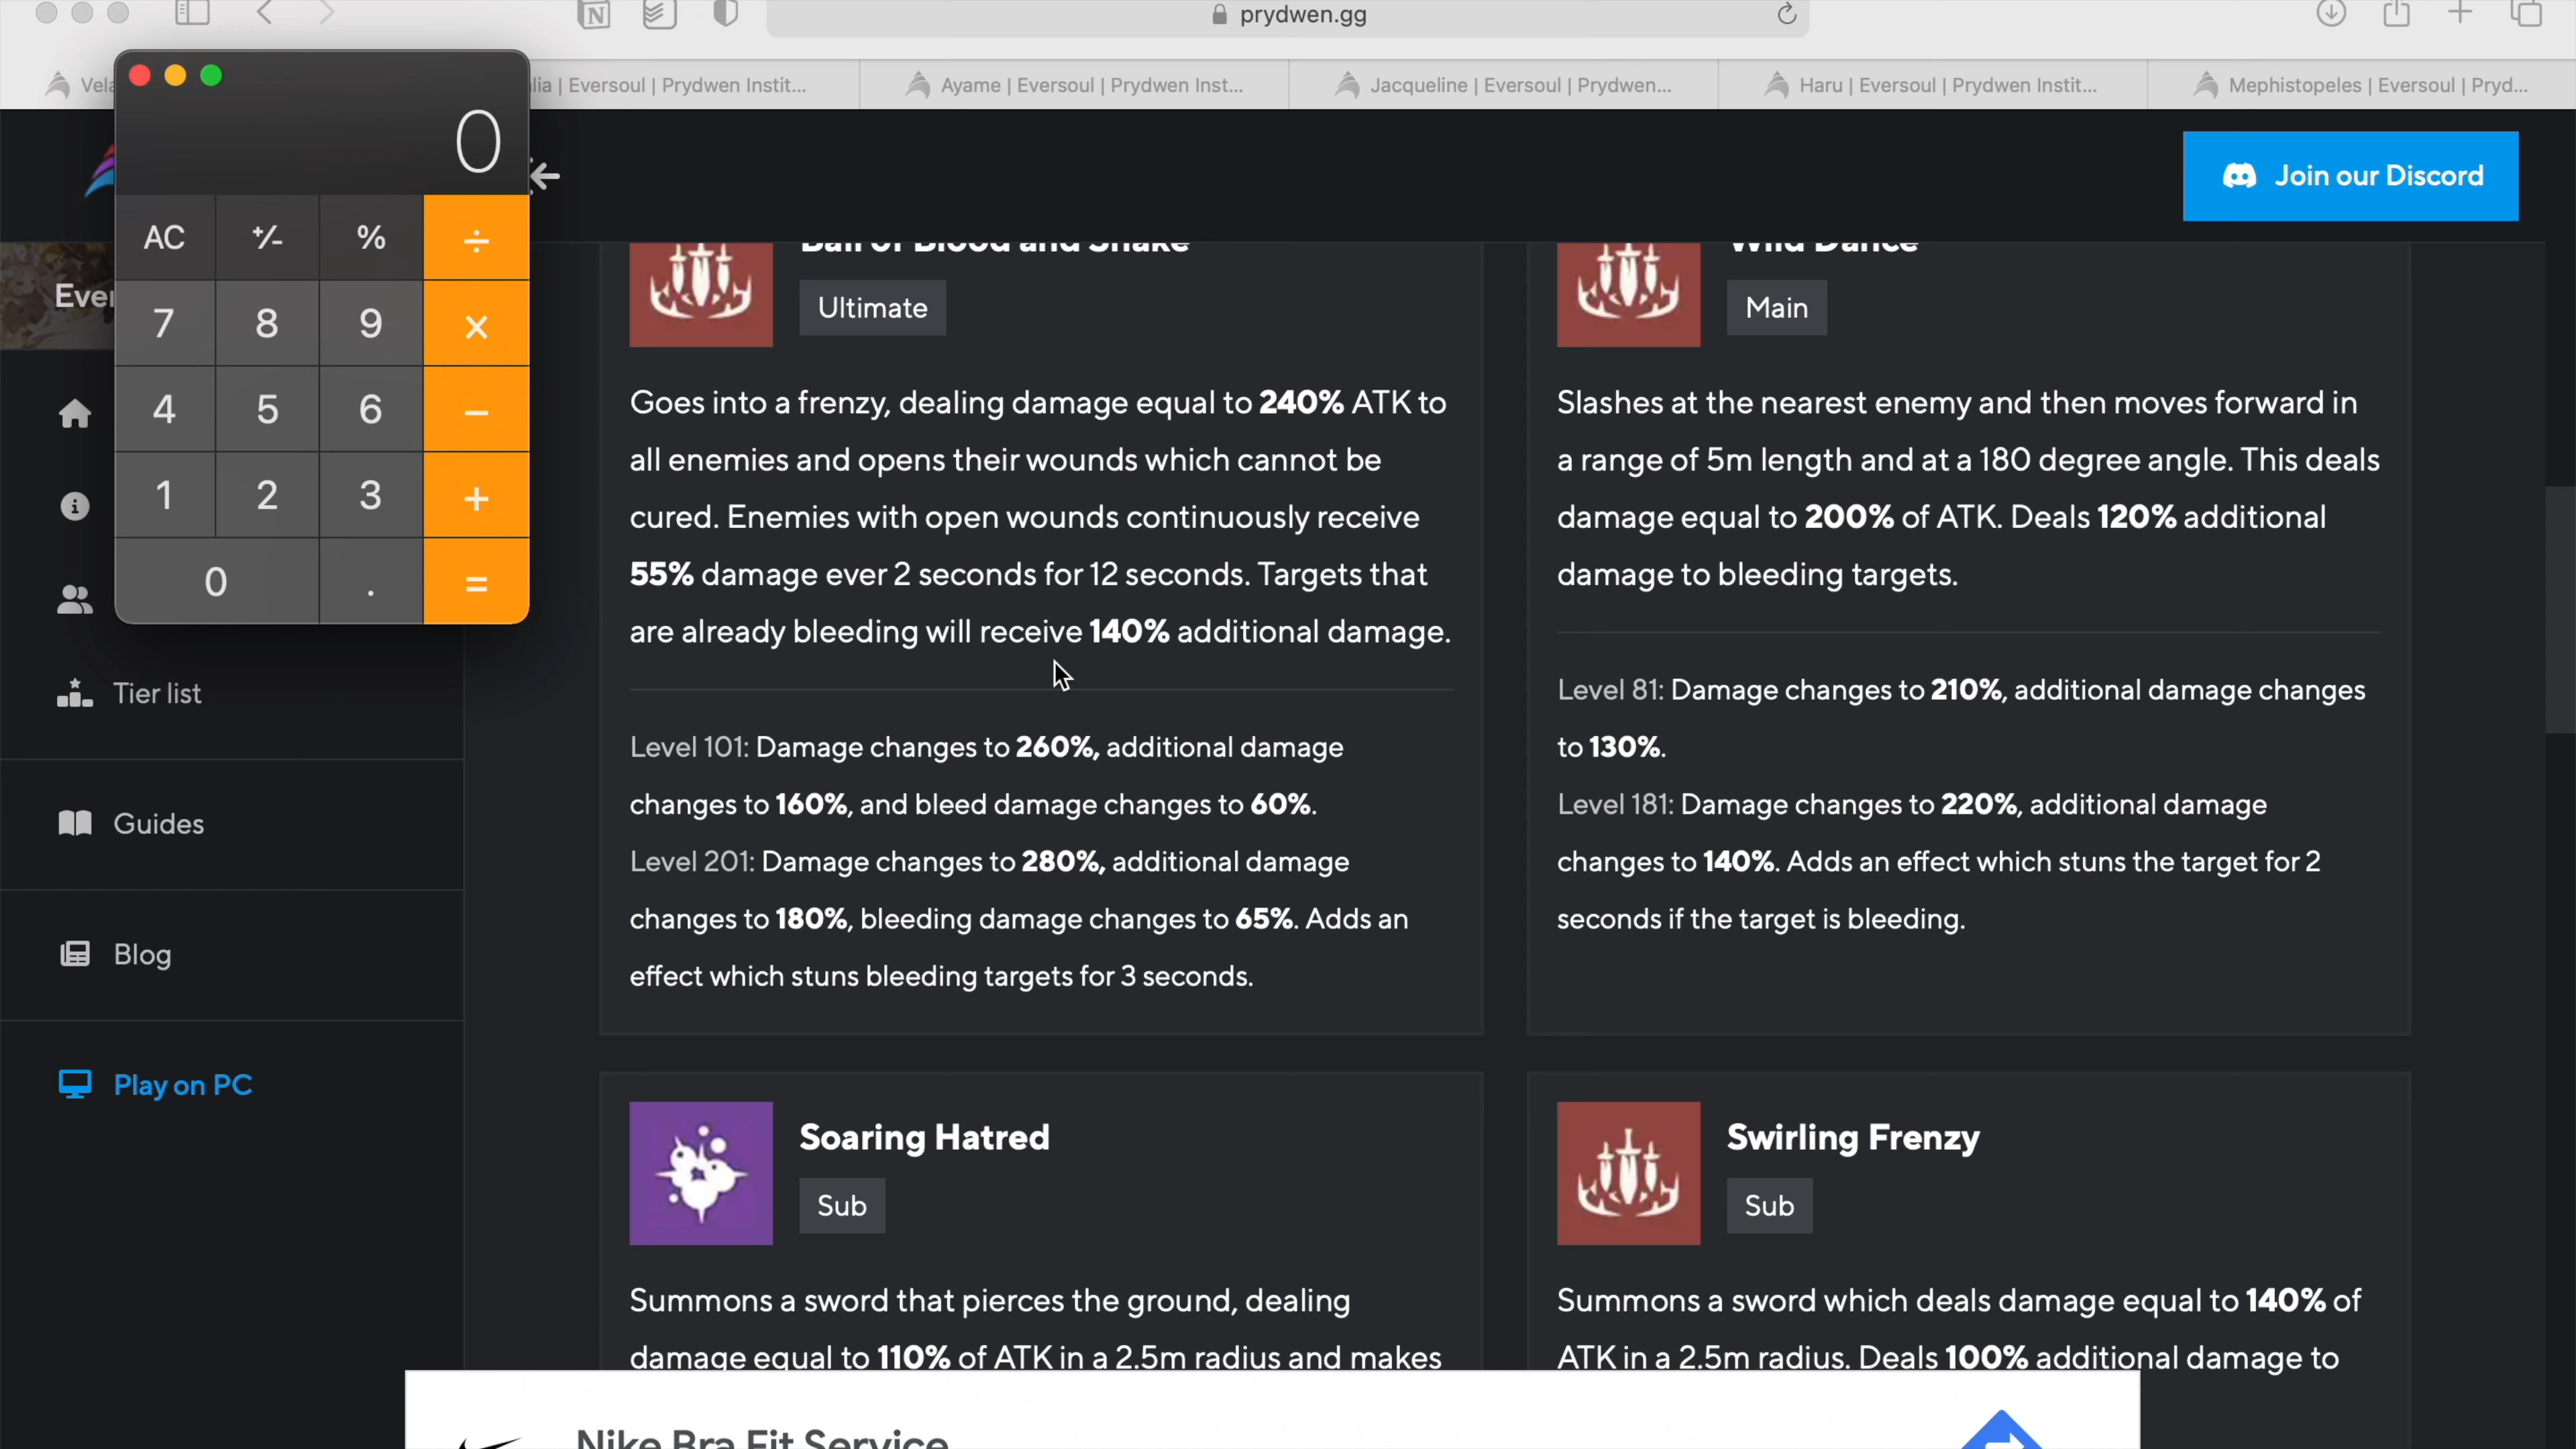 prydwen.gg
Vela
lia | Eversoul | Prydwen Instit...
Ayame | Eversoul | Prydwen Inst...
Jacqueline | Eversoul | Prydwen...
Haru | Eversoul | Prydwen Instit...
Mephistopeles | Eversoul | Pryd...
0
AC +/- % ÷
7 8 9 ×
4 5 6 −
1 2 3 +
0 . =
Join our Discord
Ever
Tier list
Guides
Blog
Play on PC
Ball of Blood and Snake
Ultimate
Goes into a frenzy, dealing damage equal to 240% ATK to
all enemies and opens their wounds which cannot be
cured. Enemies with open wounds continuously receive
55% damage ever 2 seconds for 12 seconds. Targets that
are already bleeding will receive 140% additional damage.
Level 101: Damage changes to 260%, additional damage
changes to 160%, and bleed damage changes to 60%.
Level 201: Damage changes to 280%, additional damage
changes to 180%, bleeding damage changes to 65%. Adds an
effect which stuns bleeding targets for 3 seconds.
Wild Dance
Main
Slashes at the nearest enemy and then moves forward in
a range of 5m length and at a 180 degree angle. This deals
damage equal to 200% of ATK. Deals 120% additional
damage to bleeding targets.
Level 81: Damage changes to 210%, additional damage changes
to 130%.
Level 181: Damage changes to 220%, additional damage
changes to 140%. Adds an effect which stuns the target for 2
seconds if the target is bleeding.
Soaring Hatred
Sub
Summons a sword that pierces the ground, dealing
damage equal to 110% of ATK in a 2.5m radius and makes
Swirling Frenzy
Sub
Summons a sword which deals damage equal to 140% of
ATK in a 2.5m radius. Deals 100% additional damage to
Nike Bra Fit Service